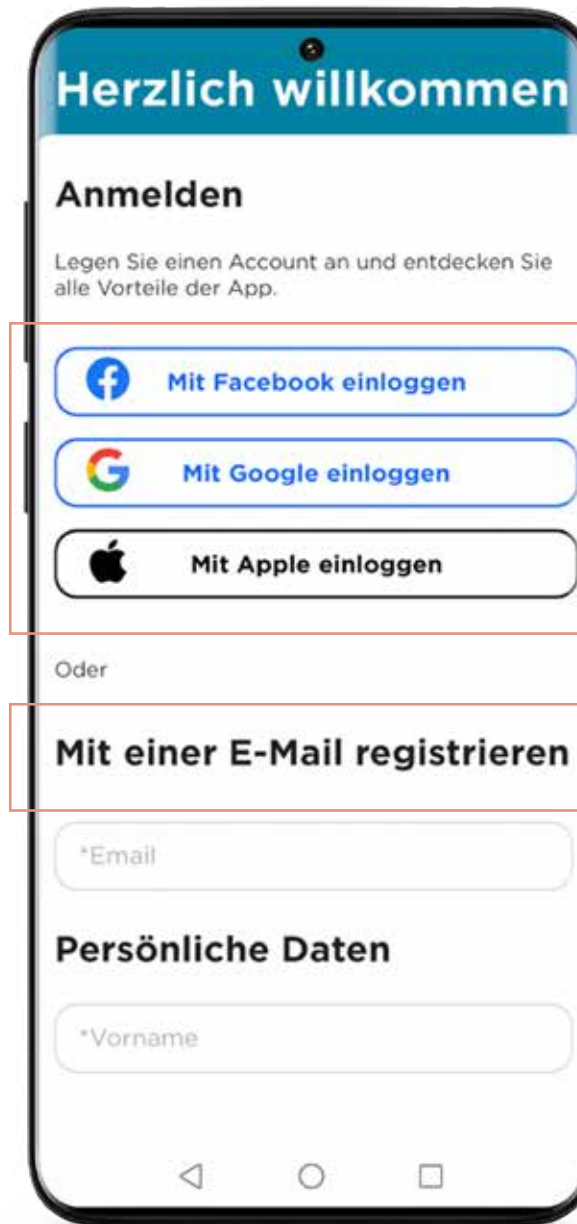 Herzlich willkommen
Anmelden
Legen Sie einen Account an und entdecken Sie
alle Vorteile der App.
Mit Facebook einloggen
Mit Google einloggen
Mit Apple einloggen
Oder
Mit einer E-Mail registrieren
*Email
Persönliche Daten
*Vorname